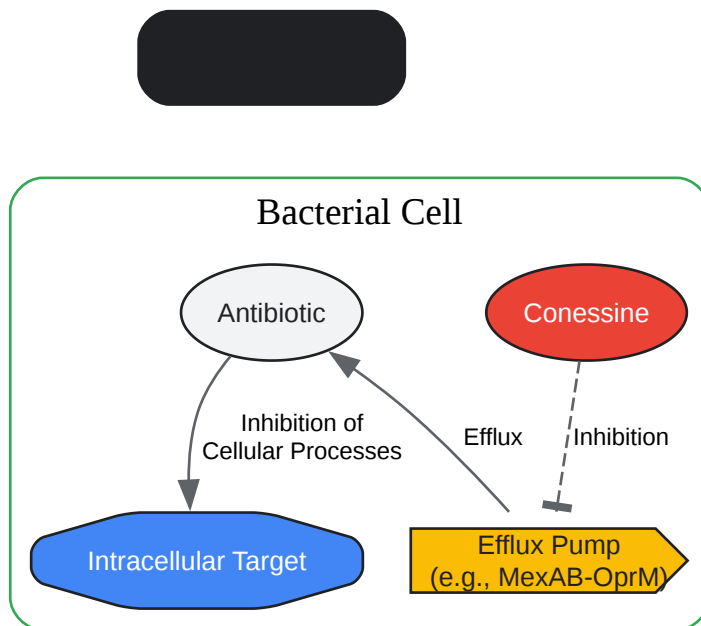 Bacterial Cell
Antibiotic
Conessine
Inhibition of
Cellular Processes
Efflux
Inhibition
Intracellular Target
Efflux Pump
(e.g., MexAB-OprM)